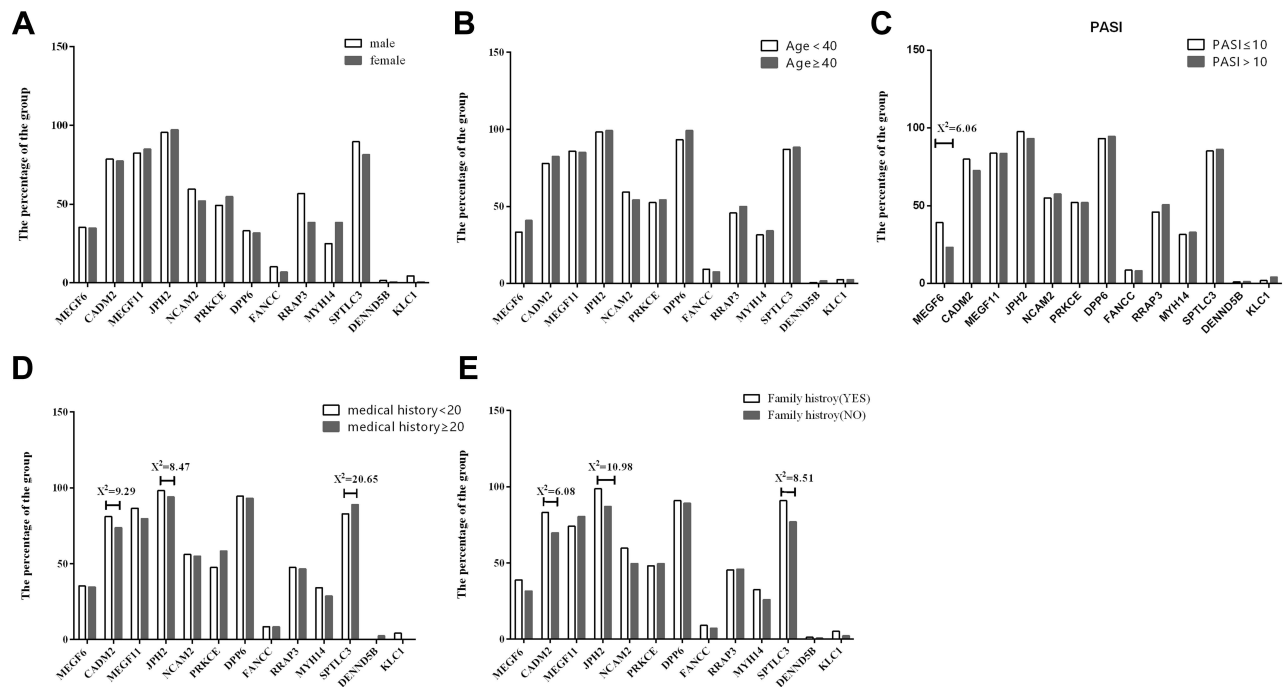 A
male
female
The percentage of the group
150
100
50
0
MEGF6
CADM2
MEGF11
JPH2
NCAM2
PRKCE
DPP6
FANCC
RRAP3
MYH14
SPTLC3
DENND5B
KLC1
B
Age<40
Age≥40
The percentage of the group
150
100
50
0
MEGF6
CADM2
MEGF11
JPH2
NCAM2
PRKCE
DPP6
FANCC
RRAP3
MYH14
SPTLC3
DENND5B
KLC1
C
PASI
PASI≤10
PASI>10
X²=6.06
The percentage of the group
150
100
50
0
MEGF6
CADM2
MEGF11
JPH2
NCAM2
PRKCE
DPP6
FANCC
RRAP3
MYH14
SPTLC3
DENND5B
KLC1
D
medical history<20
medical history≥20
X²=9.29
X²=8.47
X²=20.65
The percentage of the group
150
100
50
0
MEGF6
CADM2
MEGF11
JPH2
NCAM2
PRKCE
DPP6
FANCC
RRAP3
MYH14
SPTLC3
DENND5B
KLC1
E
Family histroy(YES)
Family histroy(NO)
X²=6.08
X²=10.98
X²=8.51
The percentage of the group
150
100
50
0
MEGF6
CADM2
MEGF11
JPH2
NCAM2
PRKCE
DPP6
FANCC
RRAP3
MYH14
SPTLC3
DENND5B
KLC1